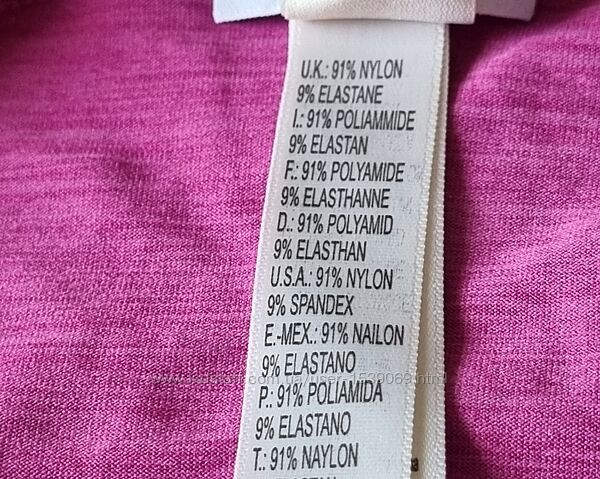 U.K.: 91% NYLON
9% ELASTANE
I.: 91% POLIAMMIDE
9% ELASTAN
F.: 91% POLYAMIDE
9% ELASTHANNE
D.: 91% POLYAMID
9% ELASTHAN
U.S.A.: 91% NYLON
9% SPANDEX
E.-MEX.: 91% NAILON
9% ELASTANO
P.: 91% POLIAMIDA
9% ELASTANO
T.: 91% NAYLON